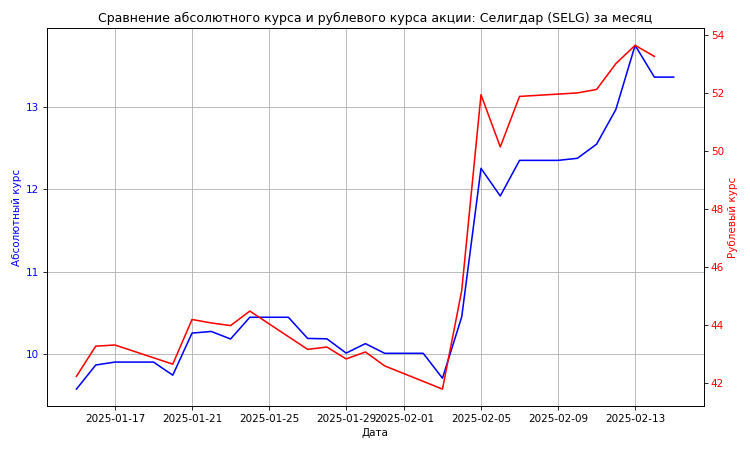 Сравнение абсолютного курса и рублевого курса акции: Селигдар (SELG) за месяц
54
13
52
12
50
48
11
46
10
44
42
Абсолютный курс
Рублевый курс
2025-01-17 2025-01-21 2025-01-25 2025-01-29 2025-02-01 2025-02-05 2025-02-09 2025-02-13
Дата